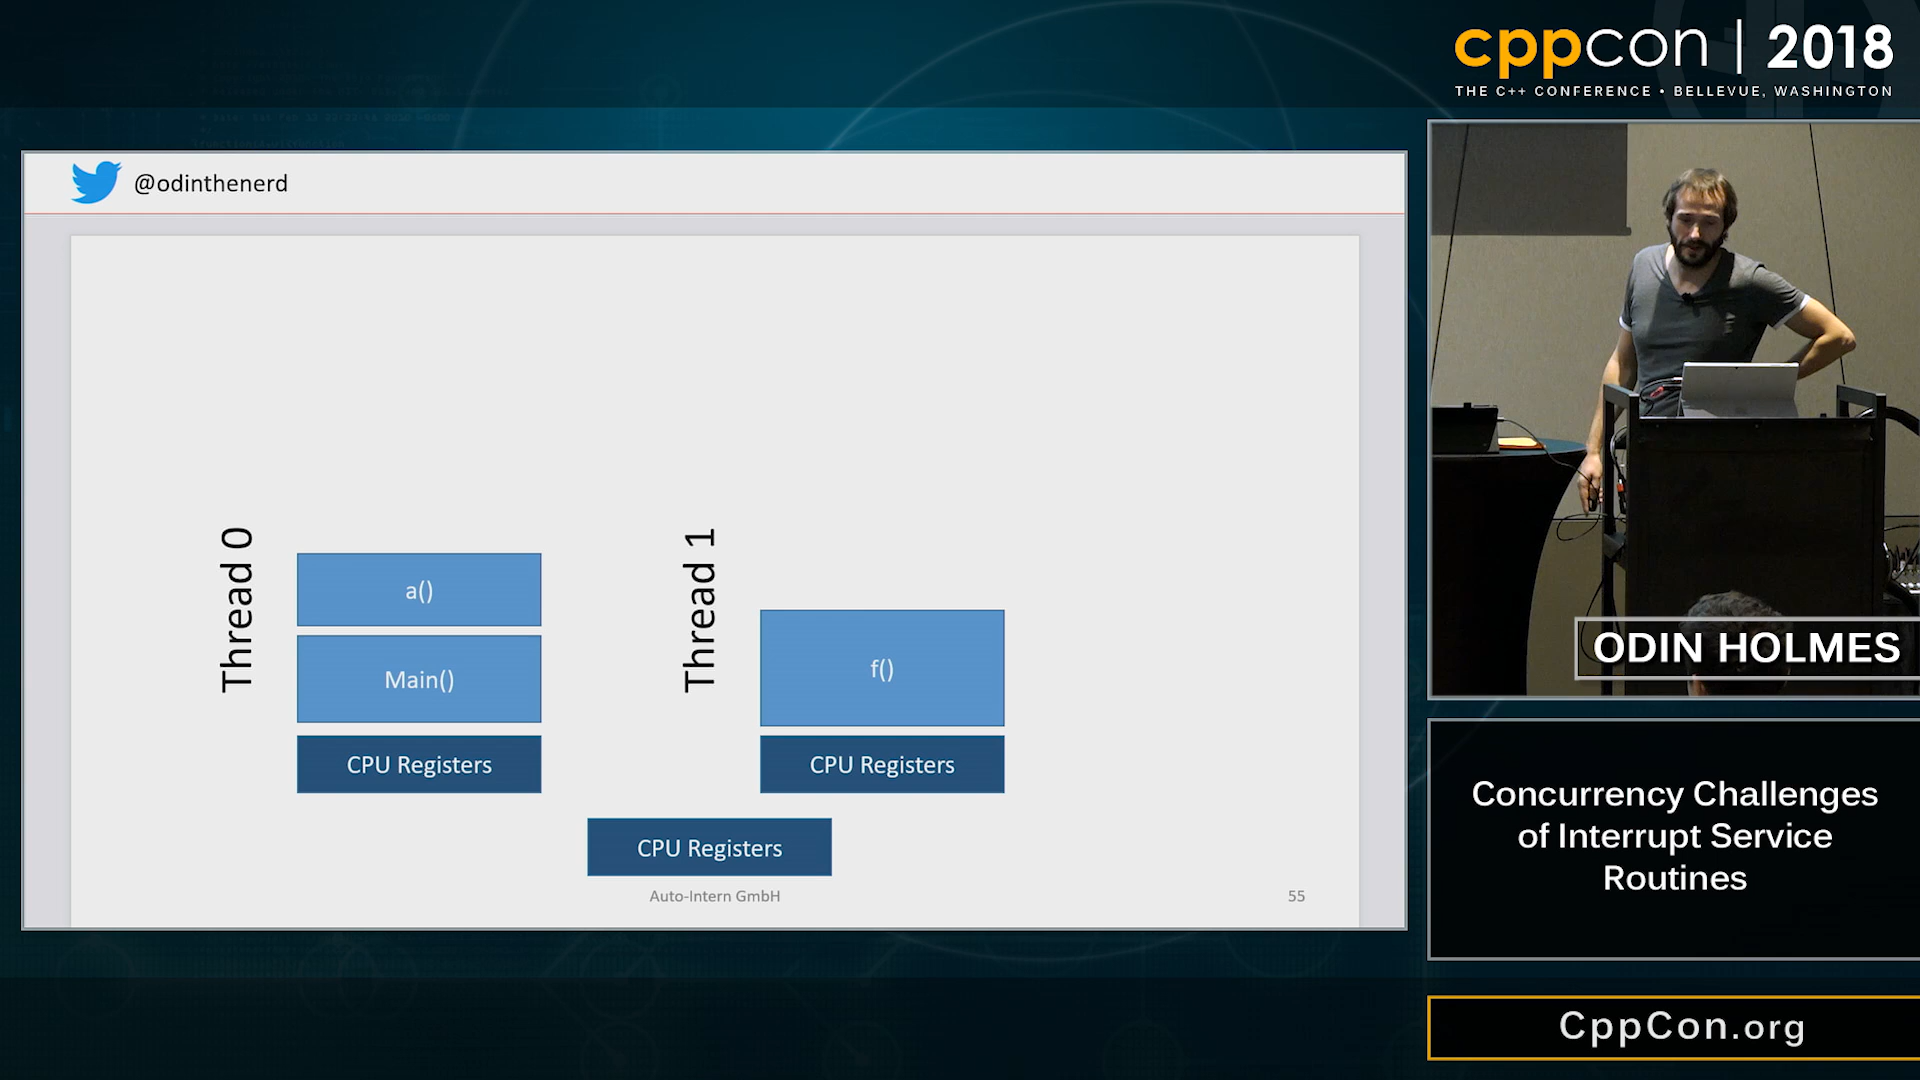 cppcon | 2018
THE C++ CONFERENCE • BELLEVUE, WASHINGTON
@odinthenerd
Thread 0
a()
Main()
CPU Registers
Thread 1
f()
CPU Registers
CPU Registers
Auto-Intern GmbH
55
ODIN HOLMES
Concurrency Challenges
of Interrupt Service
Routines
CppCon.org